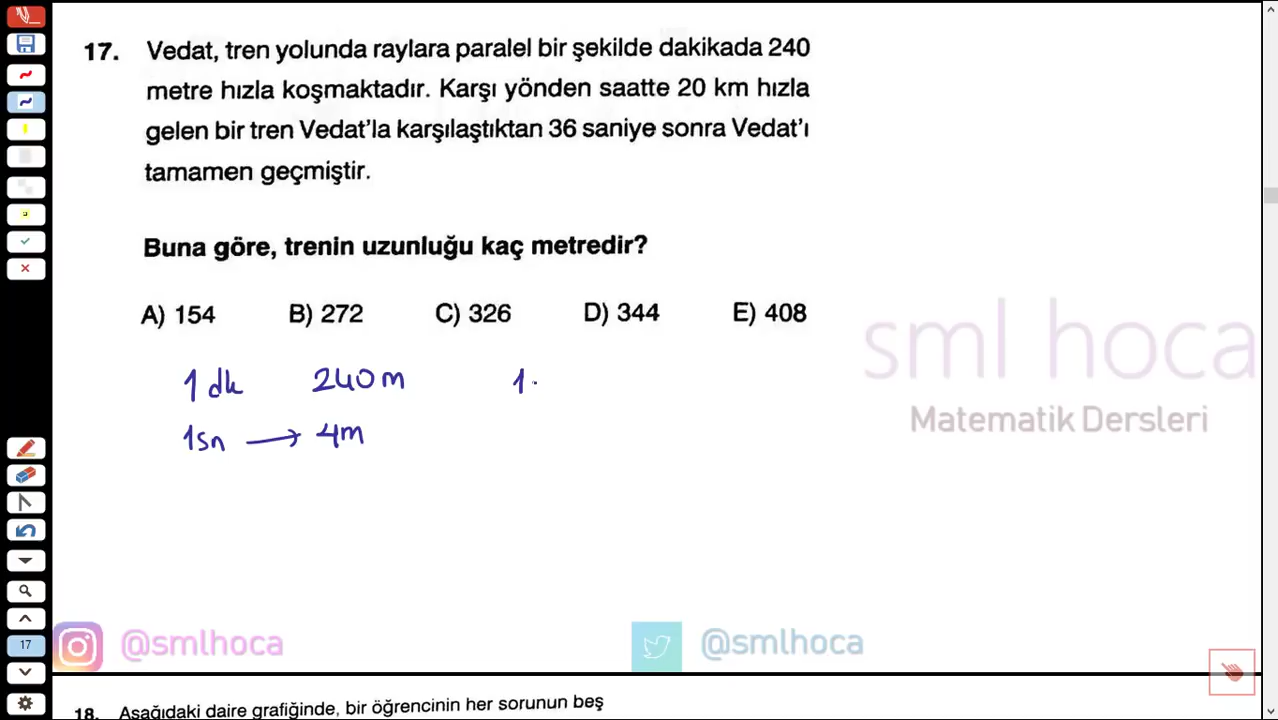 17. Vedat, tren yolunda raylara paralel bir şekilde dakikada 240
metre hızla koşmaktadır. Karşı yönden saatte 20 km hızla
gelen bir tren Vedat'la karşılaştıktan 36 saniye sonra Vedat'ı
tamamen geçmiştir.
Buna göre, trenin uzunluğu kaç metredir?
A) 154 B) 272 C) 326 D) 344 E) 408
sml hoca
Matematik Dersleri
1 dk 240m 1
1sn → 4m
@smlhoca @smlhoca
17
18. Aşağıdaki daire grafiğinde, bir öğrencinin her sorunun beş